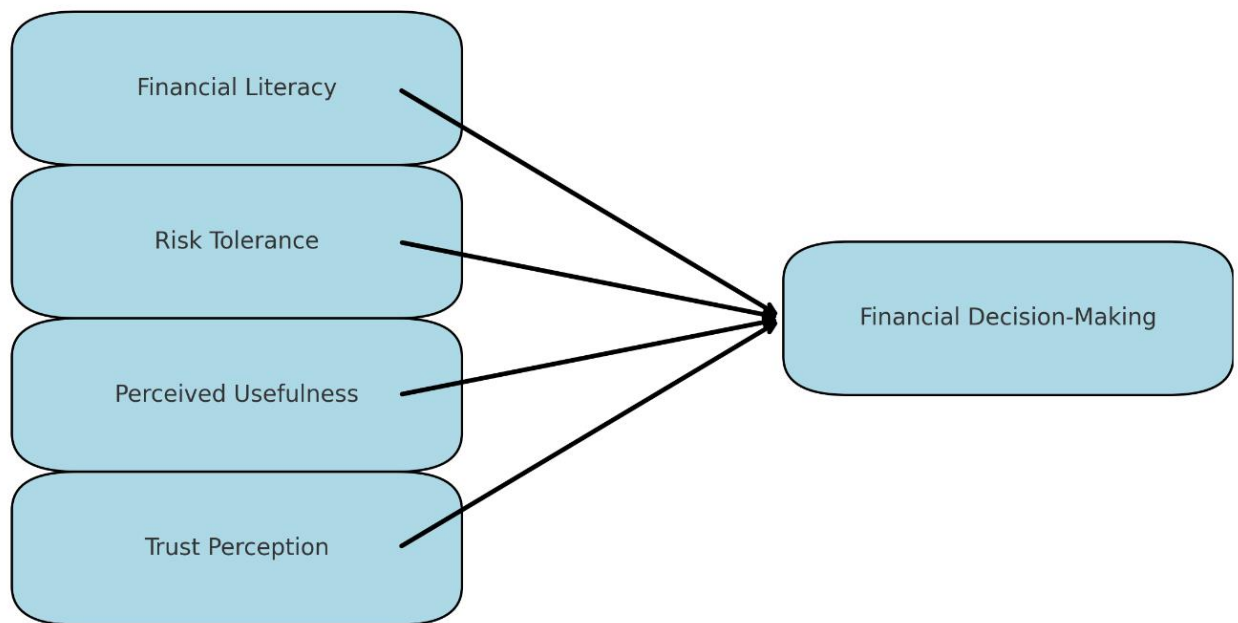 Financial Literacy
Risk Tolerance
Financial Decision-Making
Perceived Usefulness
Trust Perception